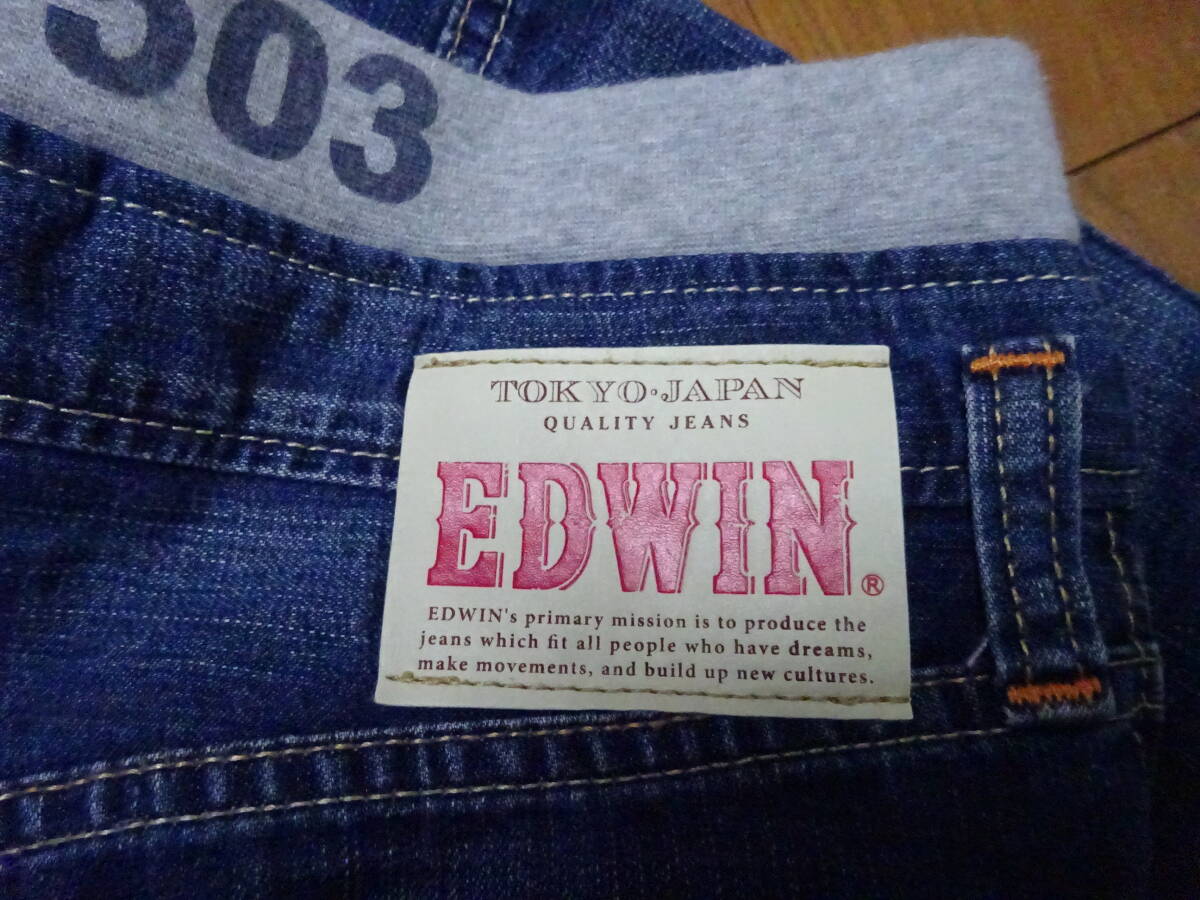 503
TOKYO·JAPAN
QUALITY JEANS
EDWIN®
EDWIN's primary mission is to produce the
jeans which fit all people who have dreams,
make movements, and build up new cultures.